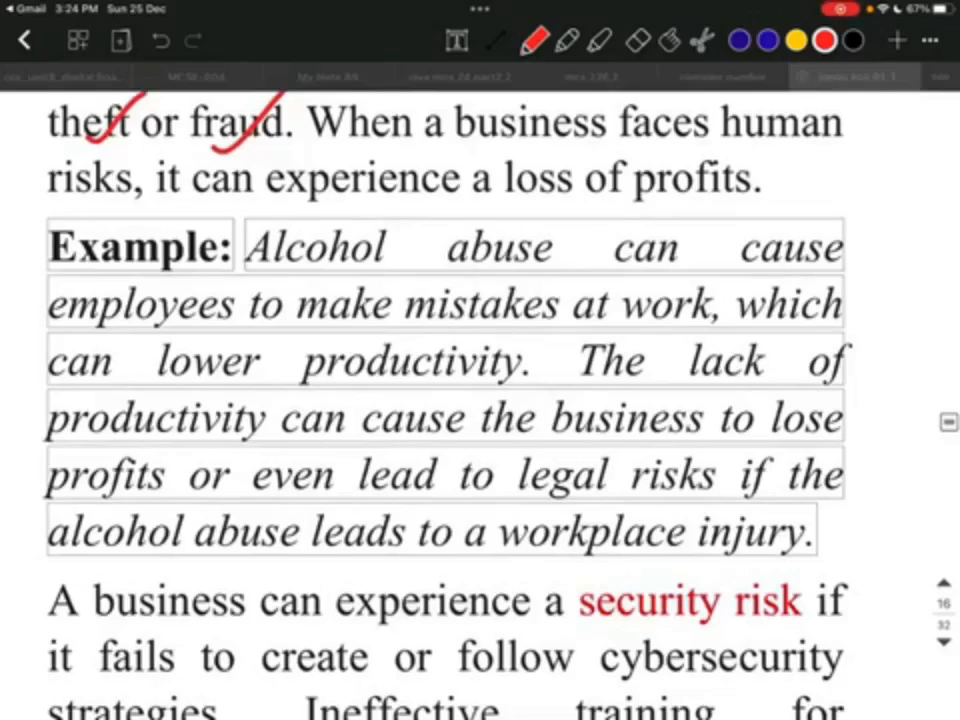 Gmail 3:24 PM Sun 25 Dec 67%
theft or fraud. When a business faces human
risks, it can experience a loss of profits.
Example: Alcohol abuse can cause
employees to make mistakes at work, which
can lower productivity. The lack of
productivity can cause the business to lose
profits or even lead to legal risks if the
alcohol abuse leads to a workplace injury.
A business can experience a security risk if
it fails to create or follow cybersecurity
16
32
strategies. Ineffective training for